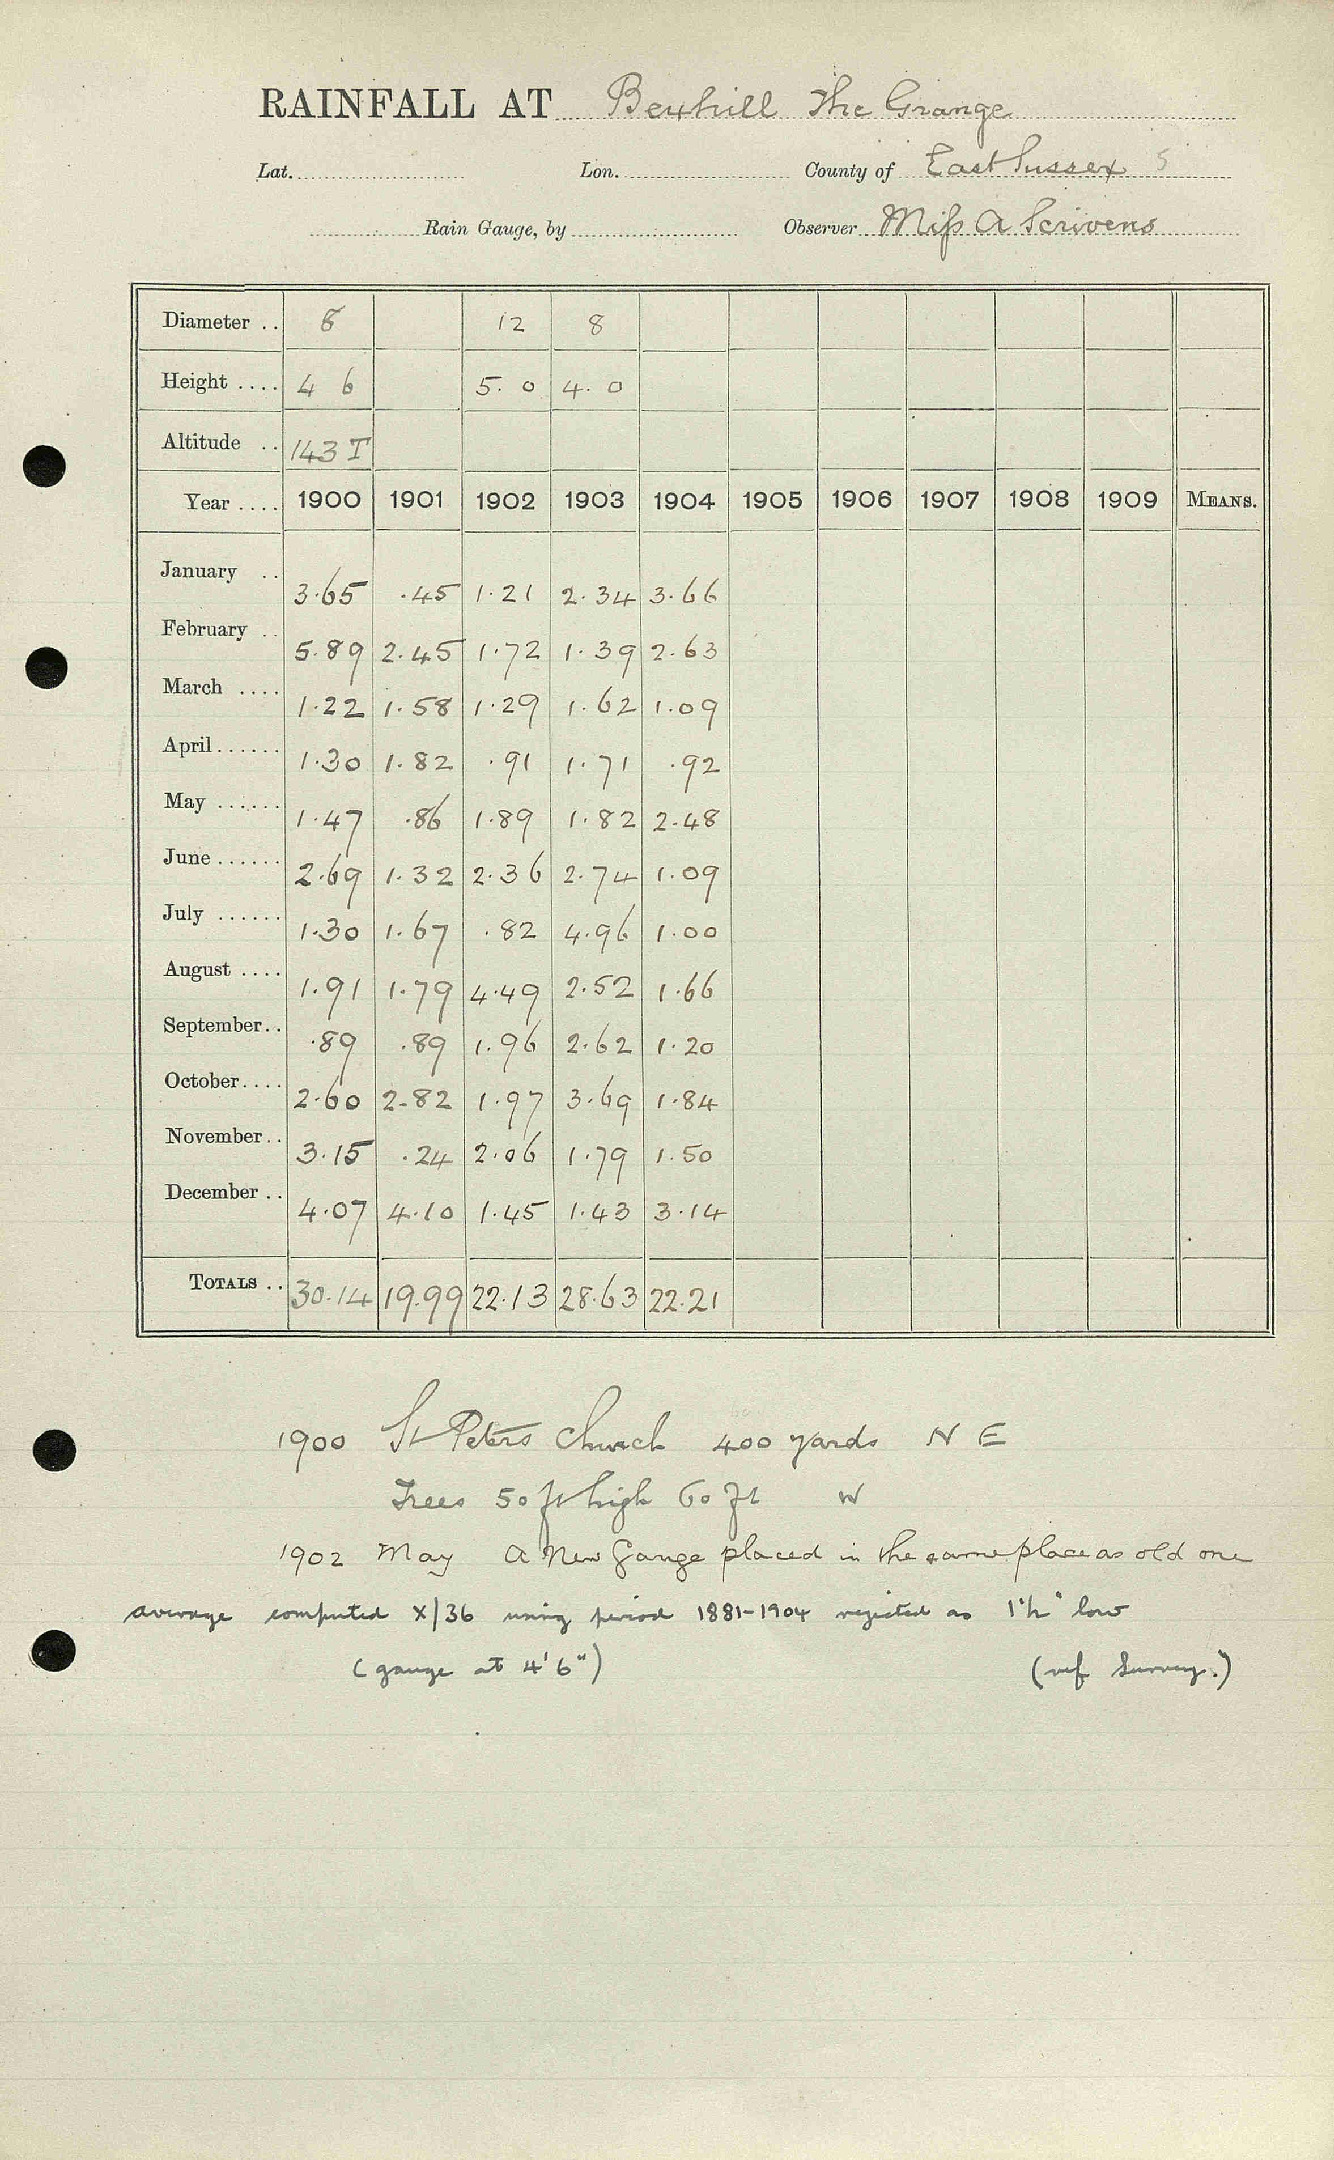 RAINFALL AT Bexhill The Grange
Lat. Lon. County of East Sussex 5
Rain Gauge, by Observer Miss A Scrivens
Diameter .. 8 12 8
Height .... 4 6 5. 0 4. 0
Altitude .. 143 T
Year .... 1900 1901 1902 1903 1904 1905 1906 1907 1908 1909 MEANS.
January .. 3.65 .45 1.21 2.34 3.66
February .. 5.89 2.45 1.72 1.39 2.63
March .... 1.22 1.58 1.29 1.62 1.09
April...... 1.30 1.82 .91 1.71 .92
May ...... 1.47 .86 1.89 1.82 2.48
June...... 2.69 1.32 2.36 2.74 1.09
July ...... 1.30 1.67 .82 4.96 1.00
August .... 1.91 1.79 4.49 2.52 1.66
September.. .89 .89 1.96 2.62 1.20
October.... 2.60 2.82 1.97 3.69 1.84
November.. 3.15 .24 2.06 1.79 1.50
December .. 4.07 4.10 1.45 1.43 3.14
TOTALS .. 30.14 19.99 22.13 28.63 22.21
1900 St Peters Church 400 yards N E
Trees 50 ft high 60 ft W
1902 May A New Gauge placed in the same place as old one
average computed X/36 using period 1881-1904 rejected as 1"½" low
(gauge at 4'6") (ref Survey.)